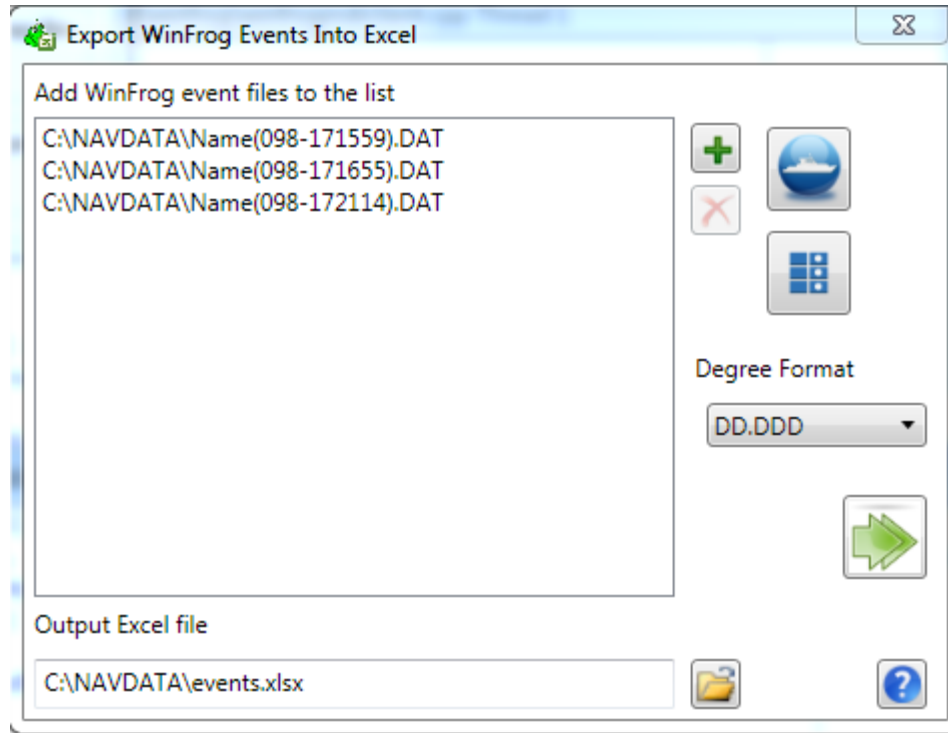 Export WinFrog Events Into Excel
Add WinFrog event files to the list
C:\NAVDATA\Name(098-171559).DAT
C:\NAVDATA\Name(098-171655).DAT
C:\NAVDATA\Name(098-172114).DAT
Degree Format
DD.DDD
Output Excel file
C:\NAVDATA\events.xlsx